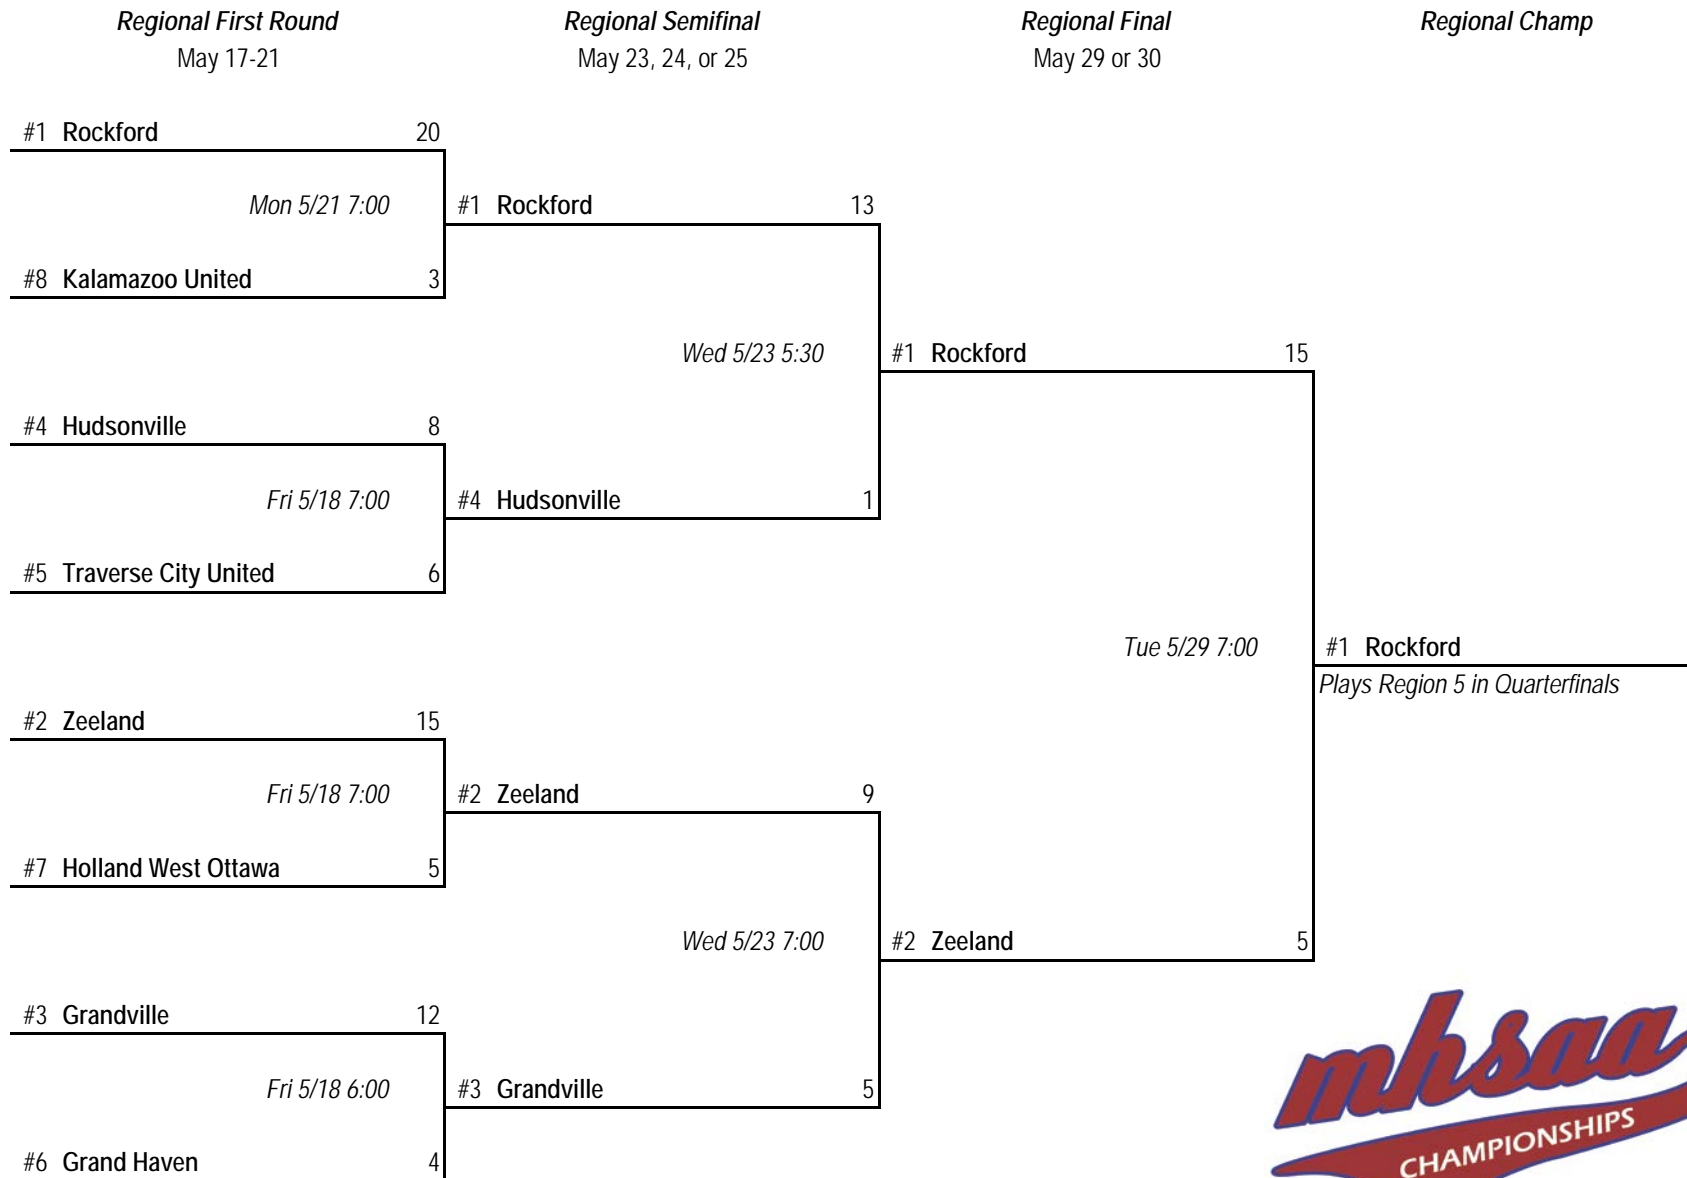 Regional First Round Regional Semifinal Regional Final Regional Champ
May 17-21 May 23, 24, or 25 May 29 or 30
#1 Rockford 20
Mon 5/21 7:00 #1 Rockford 13
#8 Kalamazoo United 3
Wed 5/23 5:30 #1 Rockford 15
#4 Hudsonville 8
Fri 5/18 7:00 #4 Hudsonville 1
#5 Traverse City United 6
Tue 5/29 7:00 #1 Rockford
Plays Region 5 in Quarterfinals
#2 Zeeland 15
Fri 5/18 7:00 #2 Zeeland 9
#7 Holland West Ottawa 5
Wed 5/23 7:00 #2 Zeeland 5
#3 Grandville 12
Fri 5/18 6:00 #3 Grandville 5
#6 Grand Haven 4
mhsaa
CHAMPIONSHIPS